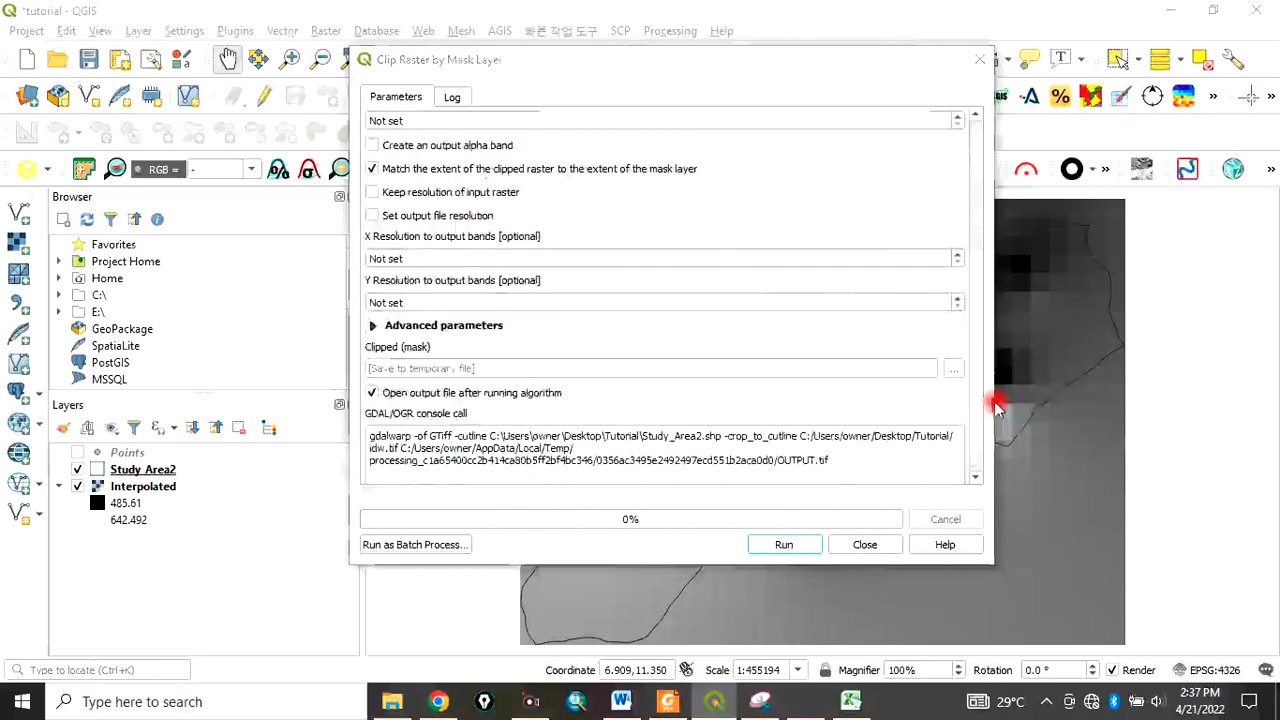 *tutorial - QGIS
Project Edit View Layer Settings Plugins Vector Raster Database Web Mesh AGIS 빠른 작업 도구 SCP Processing Help
Clip Raster by Mask Layer
Parameters Log
Not set
Create an output alpha band
Match the extent of the clipped raster to the extent of the mask layer
Keep resolution of input raster
Set output file resolution
X Resolution to output bands [optional]
Not set
Y Resolution to output bands [optional]
Not set
Advanced parameters
Clipped (mask)
[Save to temporary file]
...
Open output file after running algorithm
GDAL/OGR console call
gdalwarp -of GTiff -cutline C:\Users\owner\Desktop\Tutorial\Study_Area2.shp -crop_to_cutline C:/Users/owner/Desktop/Tutorial/
idw.tif C:/Users/owner/AppData/Local/Temp/
processing_c1a65400cc2b414ca80b5ff2bf4bc346/0356ac3495e2492497ecd551b2aca0d0/OUTPUT.tif
0% Cancel
Run as Batch Process... Run Close Help
RGB = -
Browser
Favorites
Project Home
Home
C:\
E:\
GeoPackage
SpatiaLite
PostGIS
MSSQL
Layers
Points
Study_Area2
Interpolated
485.61
642.492
Type to locate (Ctrl+K) Coordinate 6.909,11.350 Scale 1:455194 Magnifier 100% Rotation 0.0 ° Render EPSG:4326
Type here to search 29°C 2:37 PM
4/21/2022